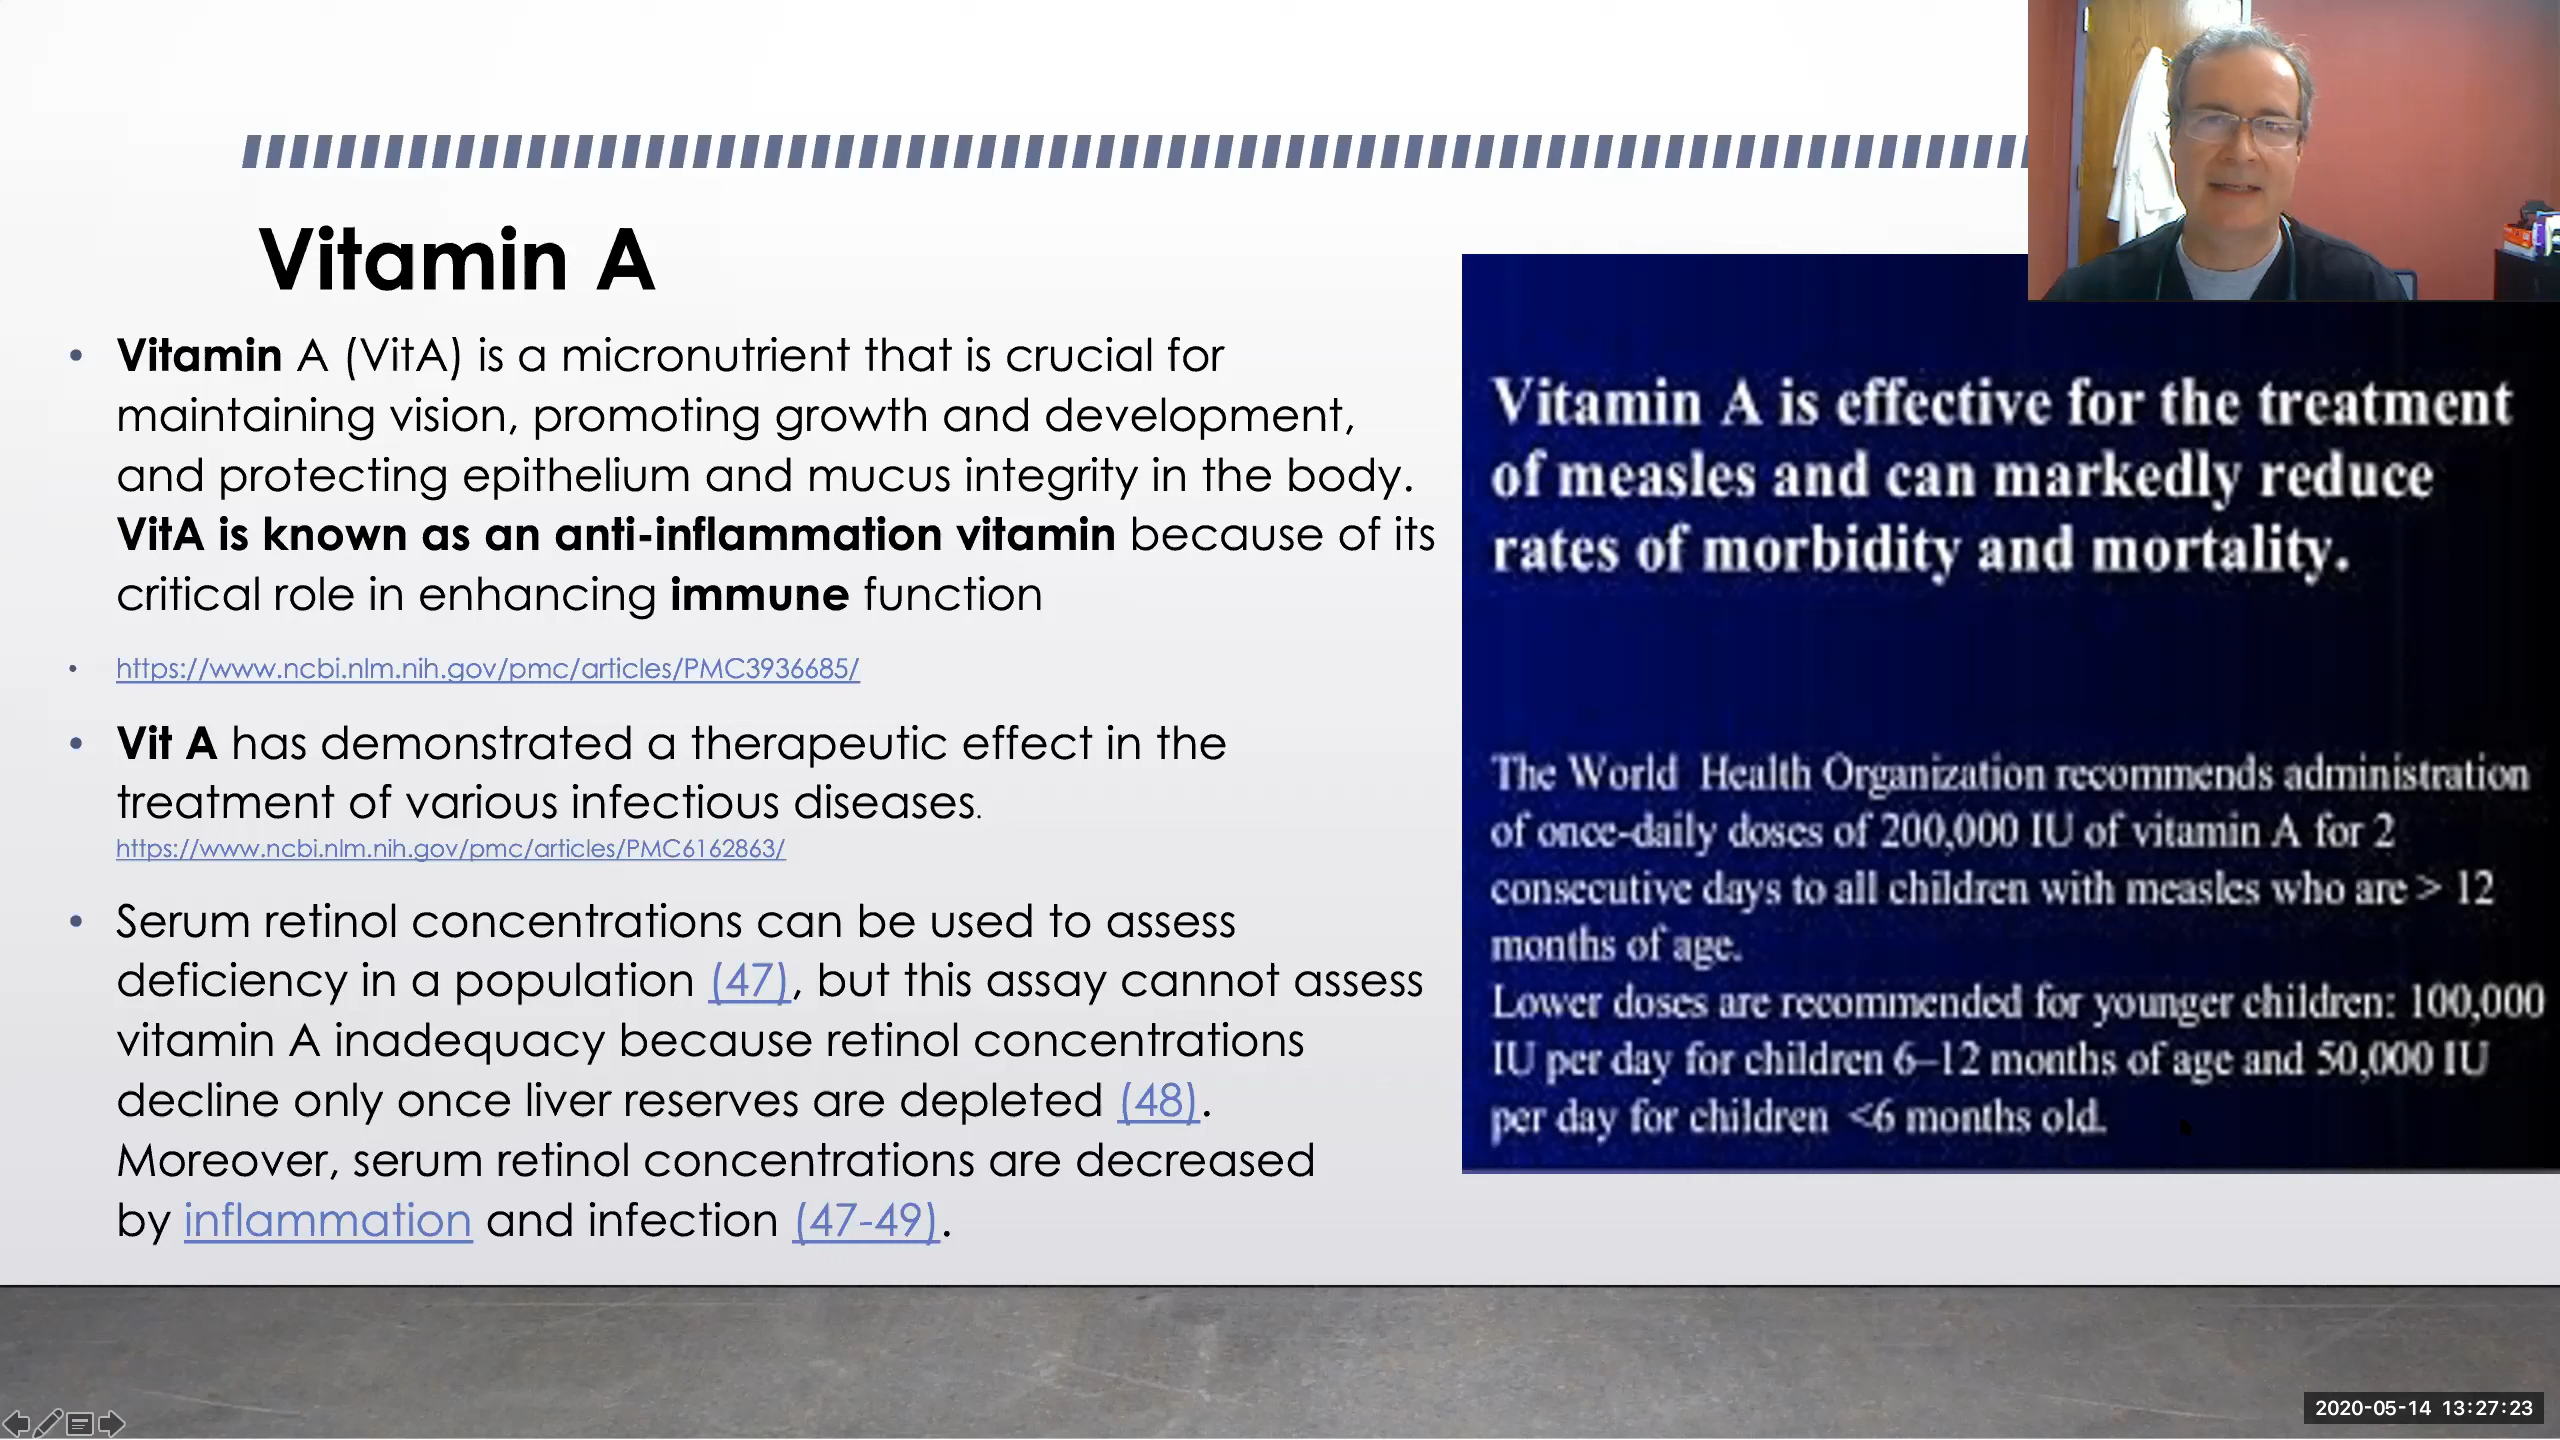 Vitamin A
• Vitamin A (VitA) is a micronutrient that is crucial for
maintaining vision, promoting growth and development,
and protecting epithelium and mucus integrity in the body.
VitA is known as an anti-inflammation vitamin because of its
critical role in enhancing immune function
• https://www.ncbi.nlm.nih.gov/pmc/articles/PMC3936685/
• Vit A has demonstrated a therapeutic effect in the
treatment of various infectious diseases.
https://www.ncbi.nlm.nih.gov/pmc/articles/PMC6162863/
• Serum retinol concentrations can be used to assess
deficiency in a population (47), but this assay cannot assess
vitamin A inadequacy because retinol concentrations
decline only once liver reserves are depleted (48).
Moreover, serum retinol concentrations are decreased
by inflammation and infection (47-49).
Vitamin A is effective for the treatment
of measles and can markedly reduce
rates of morbidity and mortality.
The World Health Organization recommends administration
of once-daily doses of 200,000 IU of vitamin A for 2
consecutive days to all children with measles who are > 12
months of age.
Lower doses are recommended for younger children: 100,000
IU per day for children 6–12 months of age and 50,000 IU
per day for children <6 months old.
2020-05-14 13:27:23